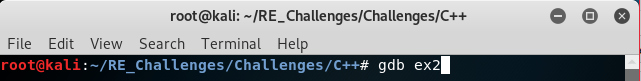 root@kali: ~/RE_Challenges/Challenges/C++
File Edit View Search Terminal Help
root@kali:~/RE_Challenges/Challenges/C++# gdb ex2